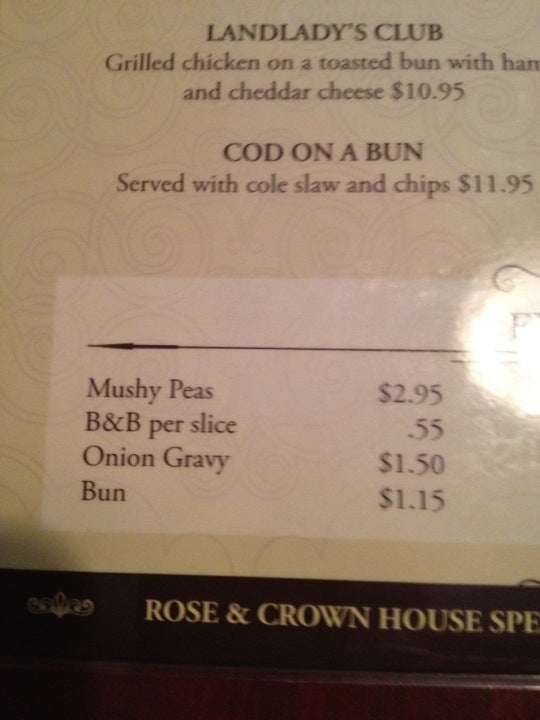 LANDLADY'S CLUB
Grilled chicken on a toasted bun with ham
and cheddar cheese $10.95
COD ON A BUN
Served with cole slaw and chips $11.95
Mushy Peas $2.95
B&B per slice .55
Onion Gravy $1.50
Bun $1.15
ROSE & CROWN HOUSE SPE